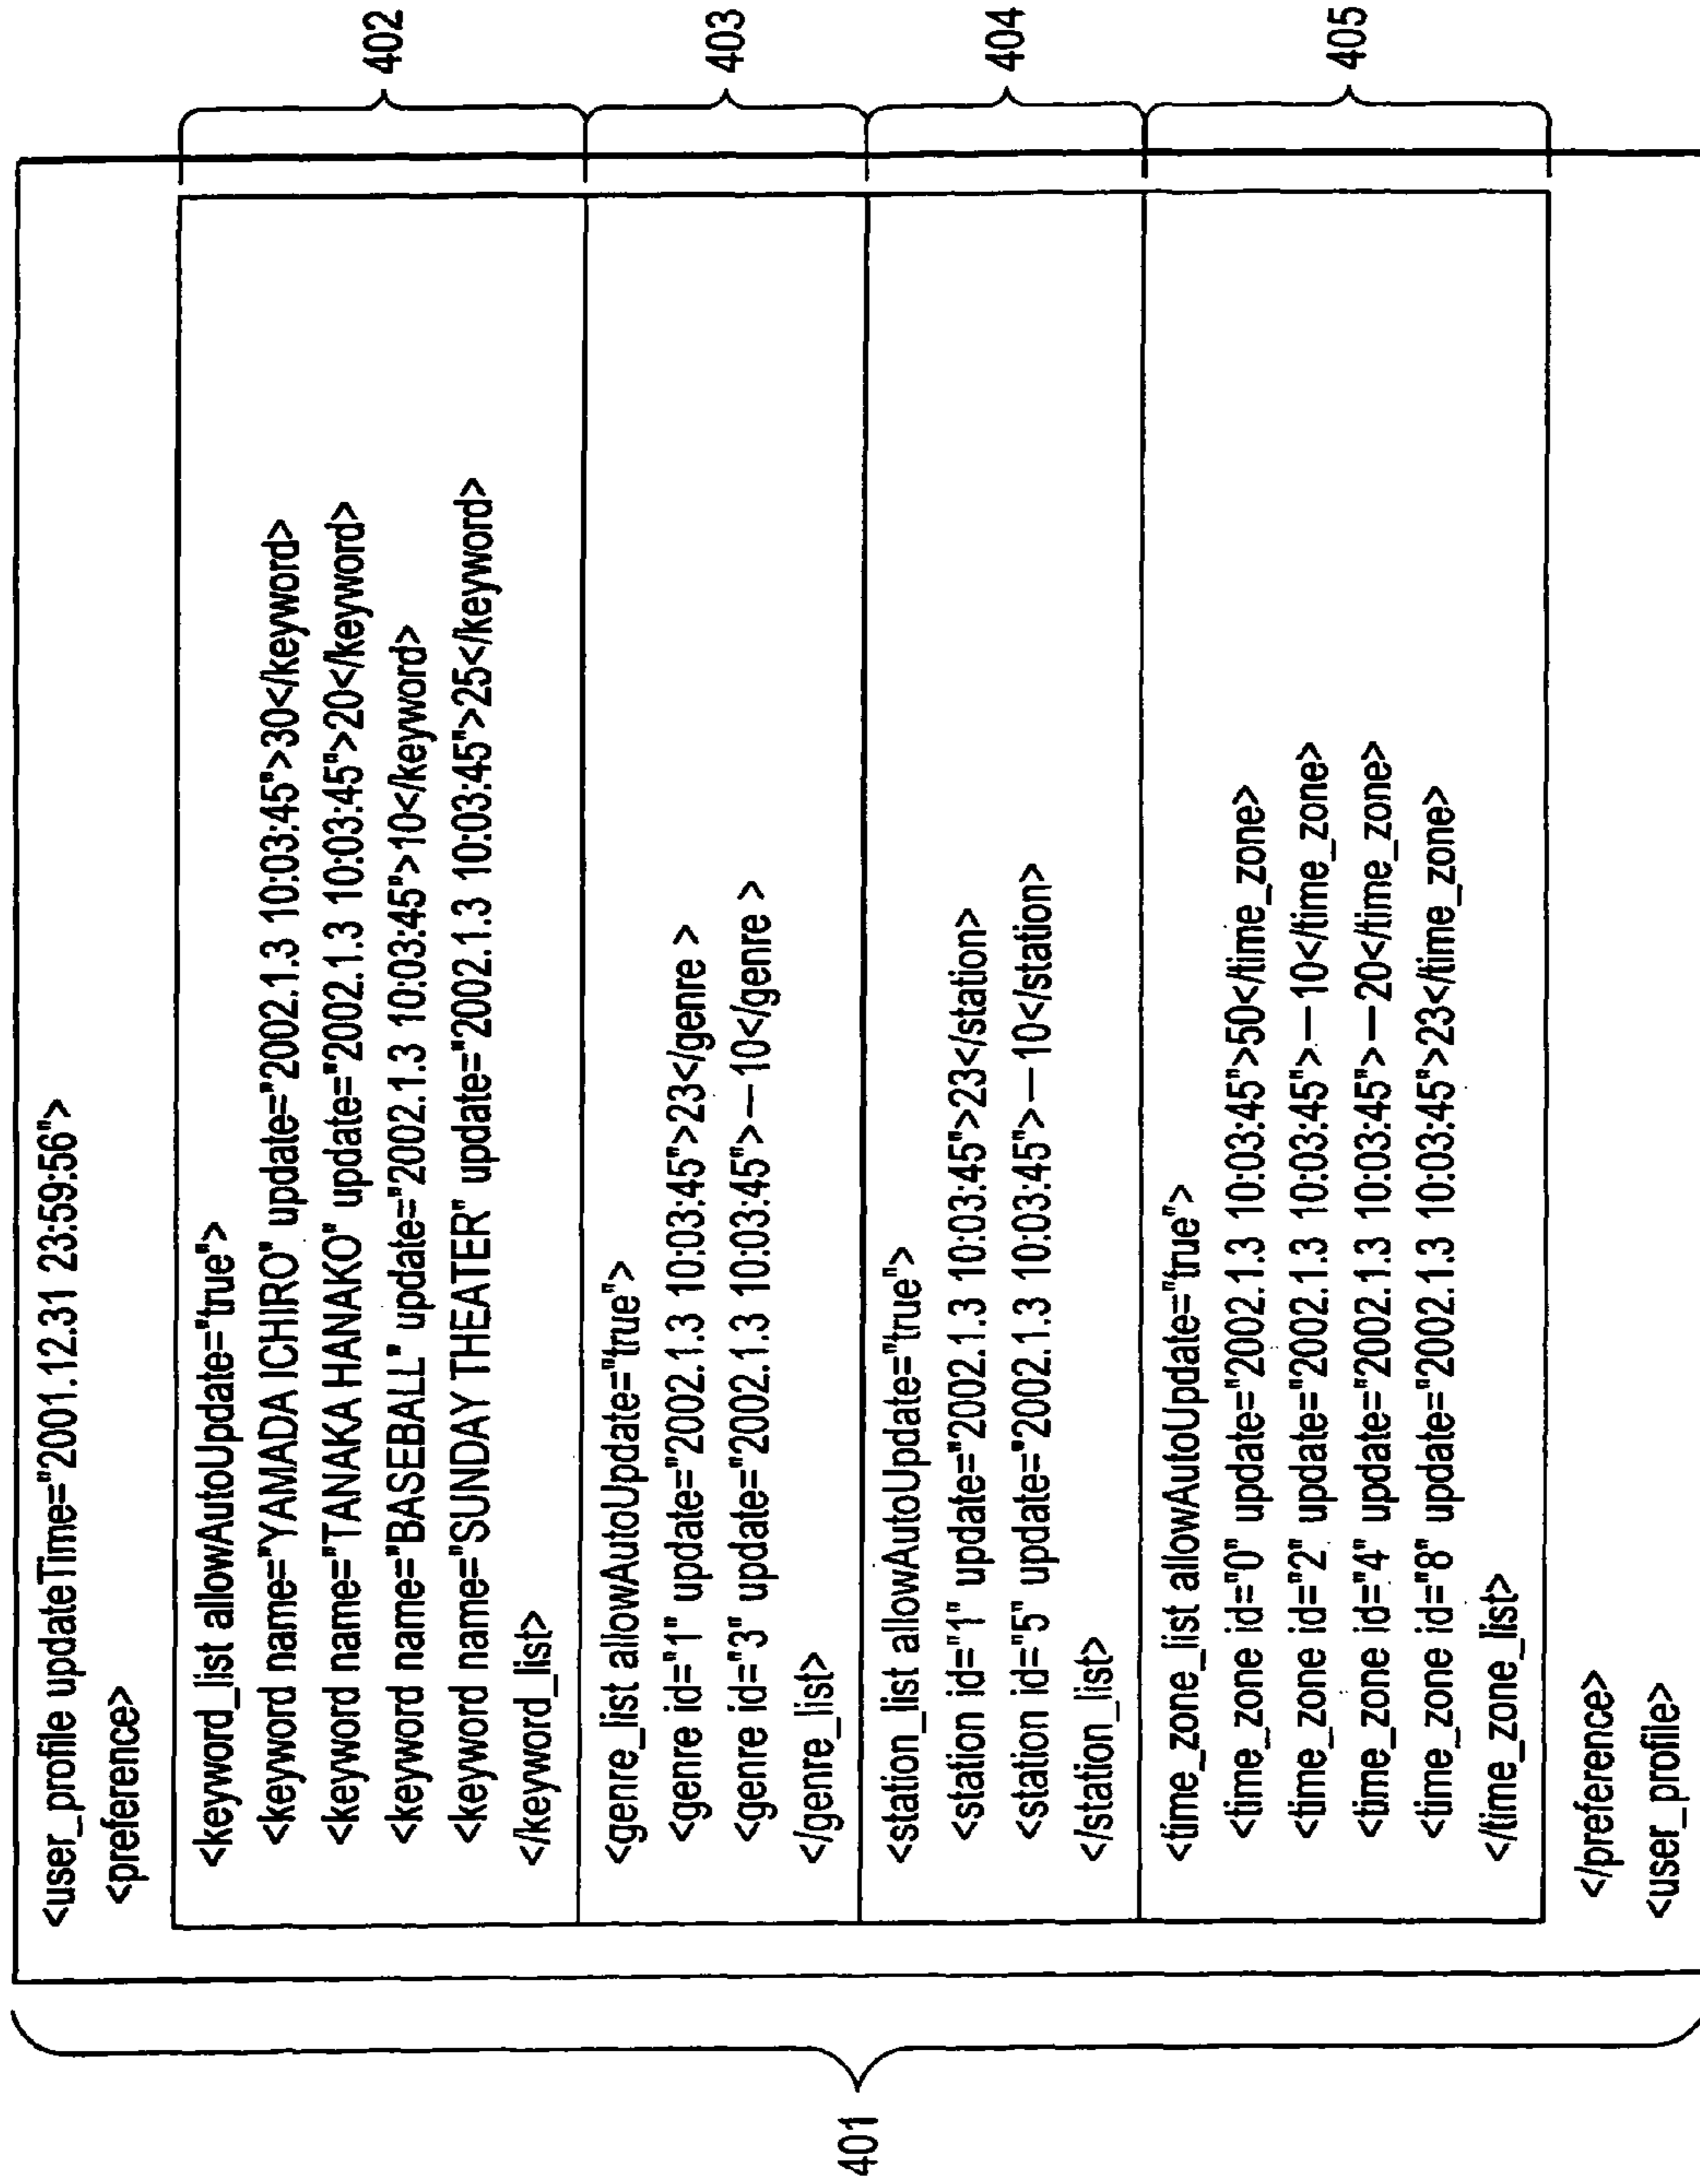 401
<user_profile updateTime="2001.12.31 23:59:56">
<preference>
<keyword_list allowAutoUpdate="true">
<keyword name="YAMADA ICHIRO" update="2002.1.3 10:03:45">30</keyword>
<keyword name="TANAKA HANAKO" update="2002.1.3 10:03:45">20</keyword>
<keyword name="BASEBALL" update="2002.1.3 10:03:45">10</keyword>
<keyword name="SUNDAY THEATER" update="2002.1.3 10:03:45">25</keyword>
</keyword_list>
402
<genre_list allowAutoUpdate="true">
<genre id="1" update="2002.1.3 10:03:45">23</genre >
<genre id="3" update="2002.1.3 10:03:45">—10</genre >
</genre_list>
403
<station_list allowAutoUpdate="true">
<station id="1" update="2002.1.3 10:03:45">23</station>
<station id="5" update="2002.1.3 10:03:45">—10</station>
</station_list>
404
<time_zone_list allowAutoUpdate="true">
<time_zone id="0" update="2002.1.3 10:03:45">50</time_zone>
<time_zone id="2" update="2002.1.3 10:03:45">—10</time_zone>
<time_zone id="4" update="2002.1.3 10:03:45">—20</time_zone>
<time_zone id="8" update="2002.1.3 10:03:45">23</time_zone>
</time_zone_list>
405
</preference>
<user_profile>